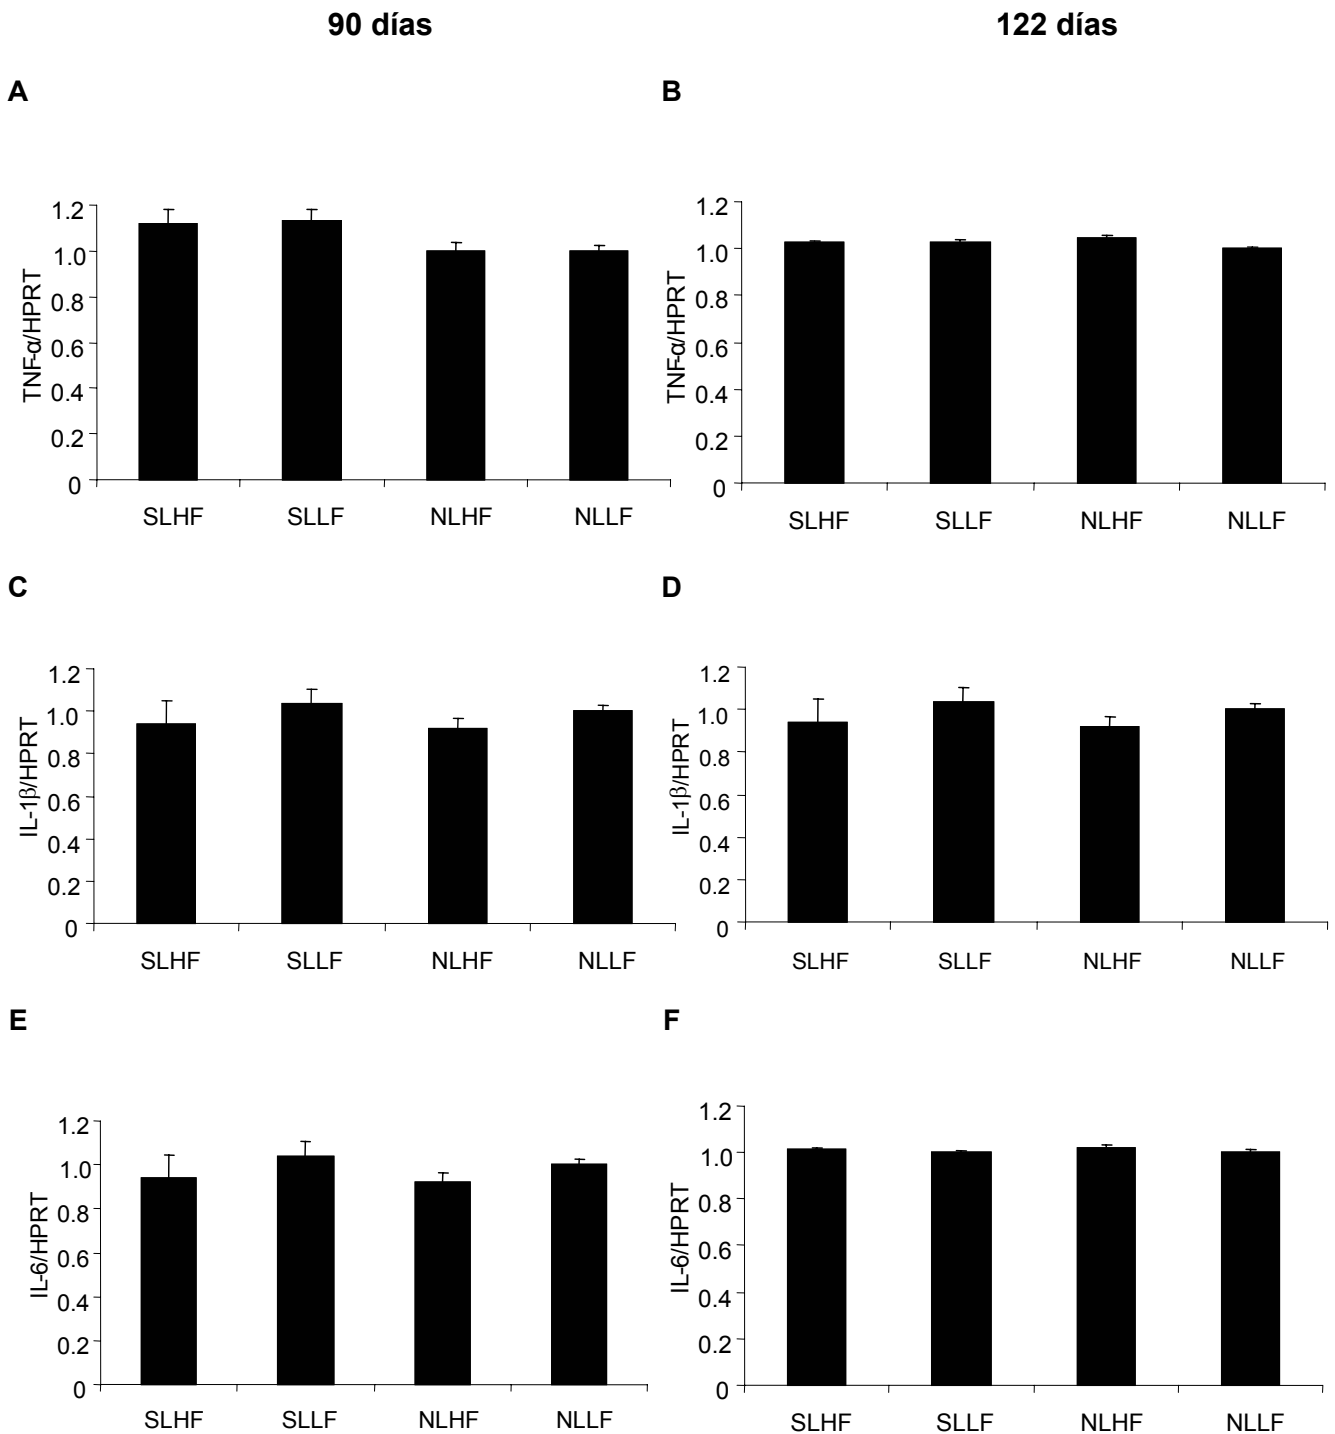 90 días
122 días
A
B
1.2
1.0
0.8
0.6
0.4
0.2
0
TNF-α/HPRT
SLHF SLLF NLHF NLLF
1.2
1.0
0.8
0.6
0.4
0.2
0
TNF-α/HPRT
SLHF SLLF NLHF NLLF
C
D
1.2
1.0
0.8
0.6
0.4
0.2
0
IL-1β/HPRT
SLHF SLLF NLHF NLLF
1.2
1.0
0.8
0.6
0.4
0.2
0
IL-1β/HPRT
SLHF SLLF NLHF NLLF
E
F
1.2
1.0
0.8
0.6
0.4
0.2
0
IL-6/HPRT
SLHF SLLF NLHF NLLF
1.2
1.0
0.8
0.6
0.4
0.2
0
IL-6/HPRT
SLHF SLLF NLHF NLLF